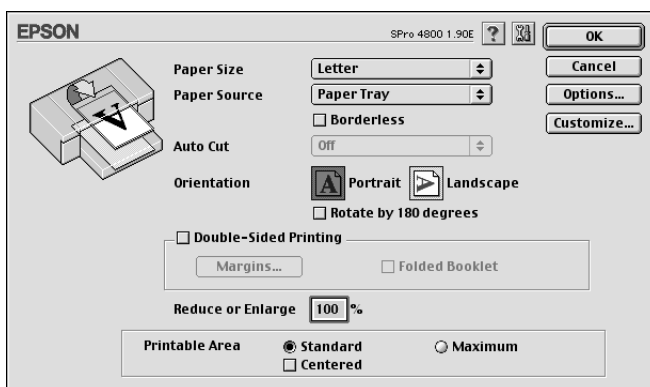 EPSON SPro 4800 1.90E ? OK
Paper Size Letter Cancel
Paper Source Paper Tray Options...
Borderless Customize...
Auto Cut Off
Orientation A Portrait A Landscape
Rotate by 180 degrees
Double-Sided Printing
Margins... Folded Booklet
Reduce or Enlarge 100 %
Printable Area Standard Maximum
Centered
A